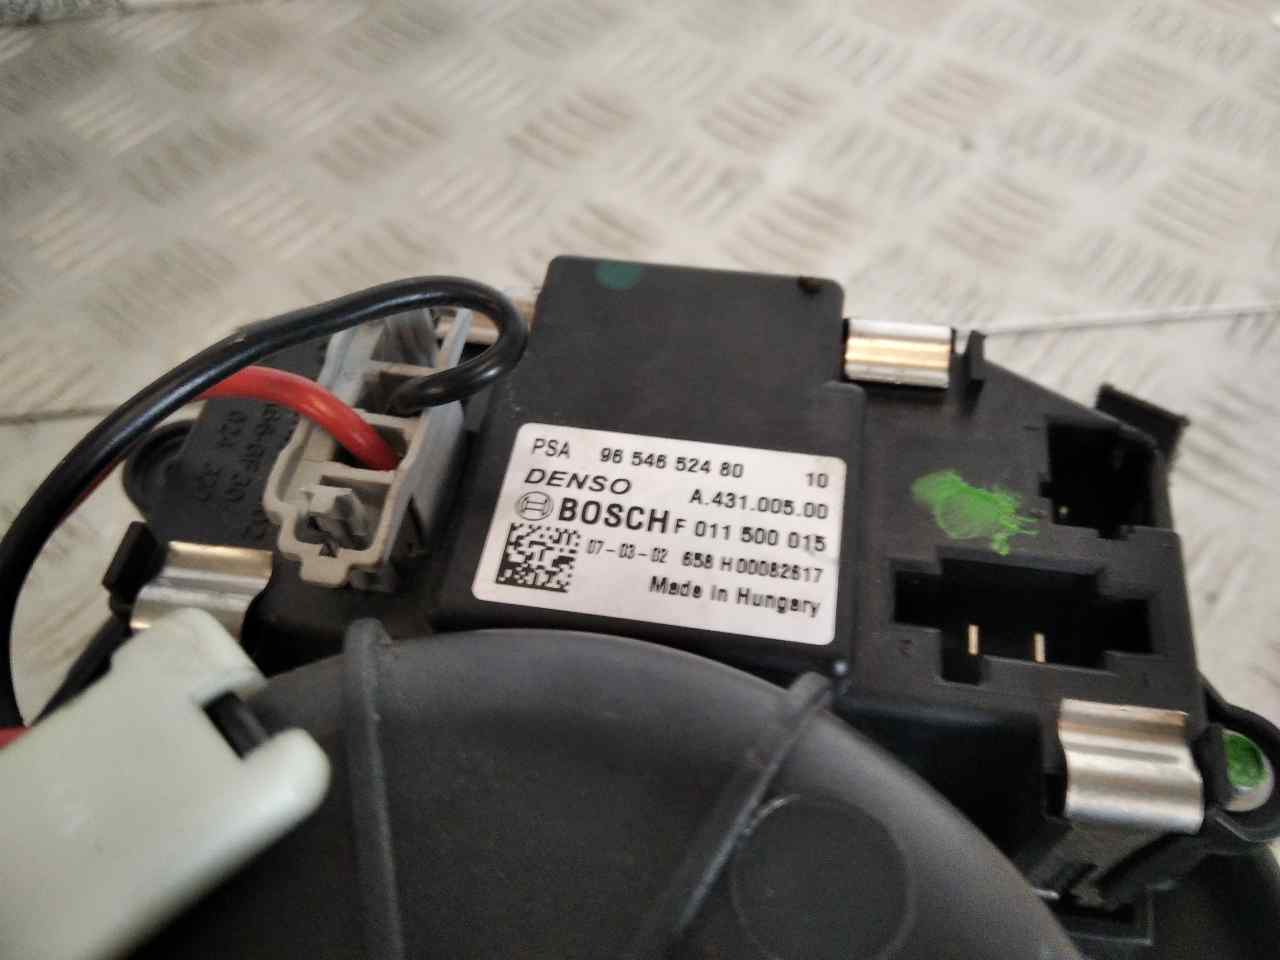 PSA 96 546 524 80 10
DENSO A.431.005.00
BOSCH F 011 500 015
07-03-02 658 H 00082617
Made in Hungary